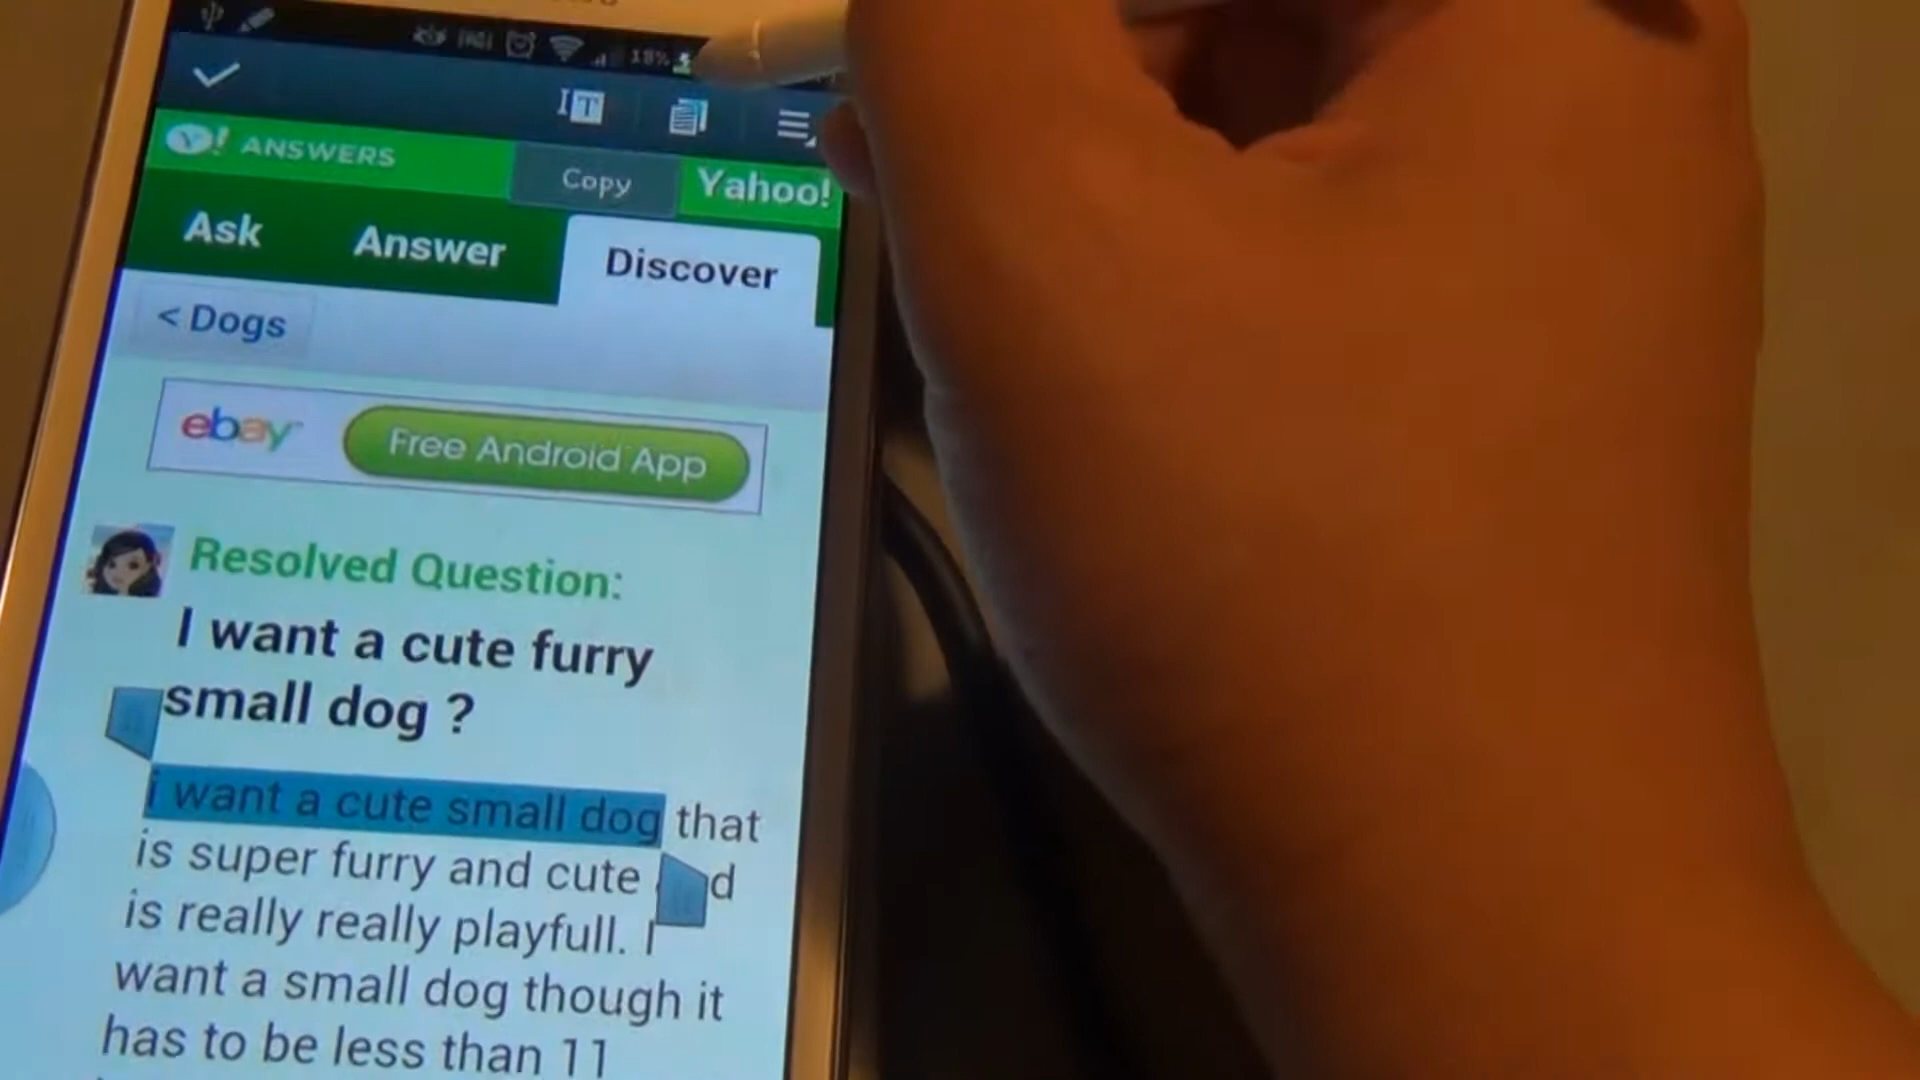 18%
T
Y! ANSWERS
Copy
Yahoo!
Ask
Answer
Discover
< Dogs
ebay
Free Android App
Resolved Question:
I want a cute furry
small dog ?
i want a cute small dog that
is super furry and cute d
is really really playfull. I
want a small dog though it
has to be less than 11